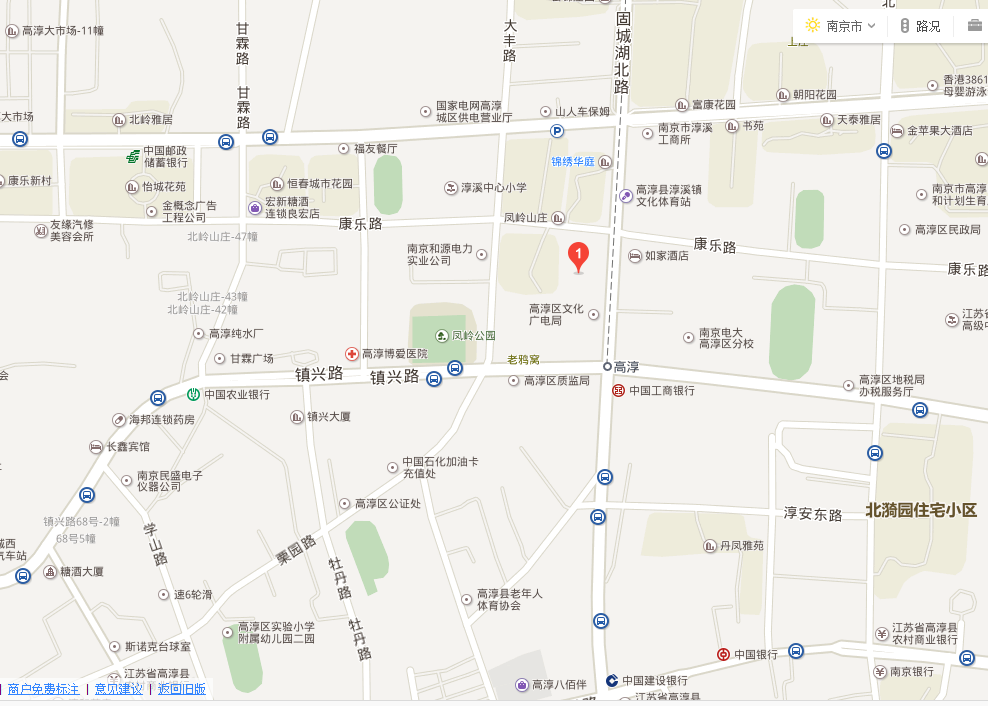 高淳大市场-11幢
甘
霖
路
大
丰
路
固
城
湖
北
路
北
南京市
路况
香港3861
母婴游泳
国家电网高淳
城区供电营业厅
山人车保姆
富康花园
朝阳花园
甘
霖
路
大市场
北岭雅居
南京市淳溪
工商所
书苑
天泰雅居
金苹果大酒店
中国邮政
储蓄银行
福友餐厅
锦绣华庭
康乐新村
怡城花苑
恒春城市花园
淳溪中心小学
高淳县淳溪镇
文化体育站
南京市高淳
和计划生育
金概念广告
工程公司
宏新糖酒
连锁良宏店
凤岭山庄
友缘汽修
美容会所
北岭山庄-47幢
康乐路
康乐路
高淳区民政局
南京和源电力
实业公司
1
如家酒店
康乐路
北岭山庄-43幢
北岭山庄-42幢
高淳区文化
广电局
江苏省
高级中
高淳纯水厂
凤岭公园
南京电大
高淳区分校
甘霖广场
高淳博爱医院
老鸦窝
高淳
会
镇兴路
镇兴路
高淳区质监局
高淳区地税局
办税服务厅
中国农业银行
中国工商银行
海邦连锁药房
镇兴大厦
长鑫宾馆
中国石化加油卡
充值处
南京民盛电子
仪器公司
高淳区公证处
淳安东路
北漪园住宅小区
镇兴路68号-2幢
68号5幢
学
山
路
城西
汽车站
栗园路
丹凤雅苑
糖酒大厦
牡
丹
路
速6轮滑
高淳县老年人
体育协会
高淳区实验小学
附属幼儿园二园
牡
丹
路
斯诺克台球室
江苏省高淳县
农村商业银行
中国银行
江苏省高淳县
南京银行
高淳八佰伴
中国建设银行
江苏省高淳县
商户免费标注 | 意见建议 | 返回旧版